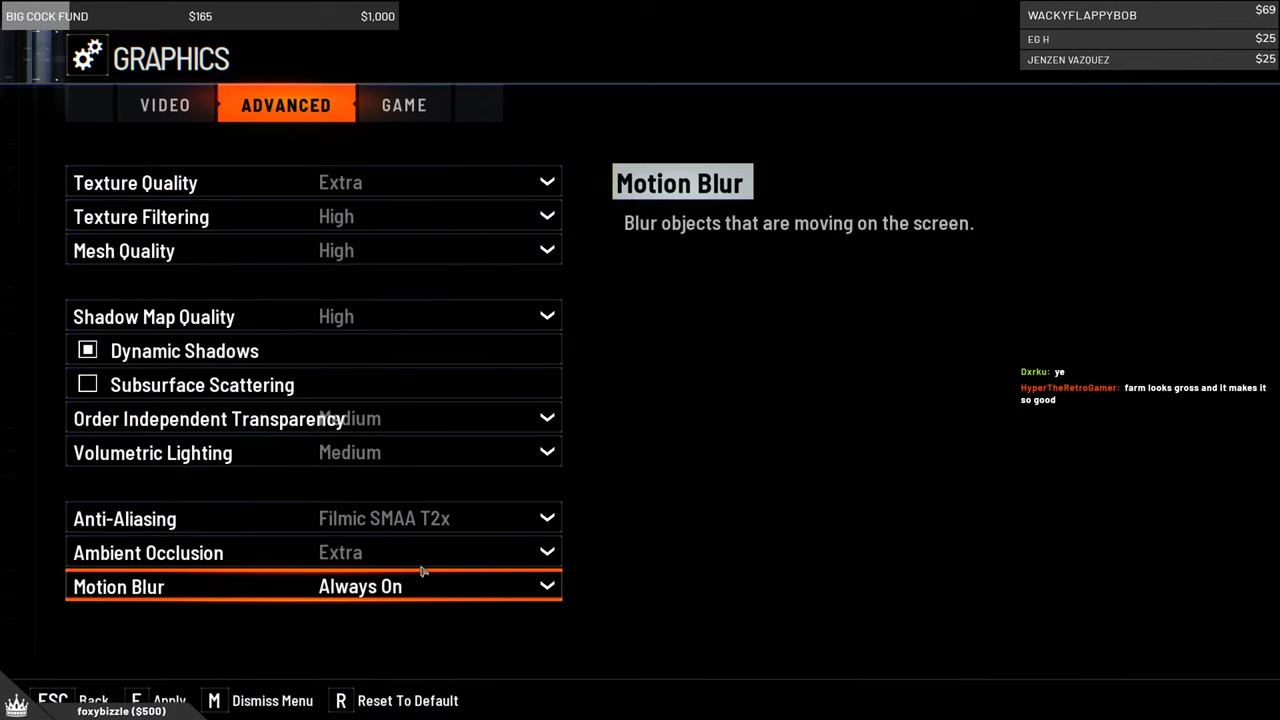 BIG COCK FUND $165 $1,000
WACKYFLAPPYBOB $69
EG H $25
JENZEN VAZQUEZ $25
GRAPHICS
VIDEO ADVANCED GAME
Texture Quality Extra
Texture Filtering High
Mesh Quality High
Shadow Map Quality High
Dynamic Shadows
Subsurface Scattering
Order Independent Transparency Medium
Volumetric Lighting Medium
Anti-Aliasing Filmic SMAA T2x
Ambient Occlusion Extra
Motion Blur Always On
Motion Blur
Blur objects that are moving on the screen.
Dxrku: ye
HyperTheRetroGamer: farm looks gross and it makes it
so good
ESC Back F Apply M Dismiss Menu R Reset To Default
foxybizzle ($500)